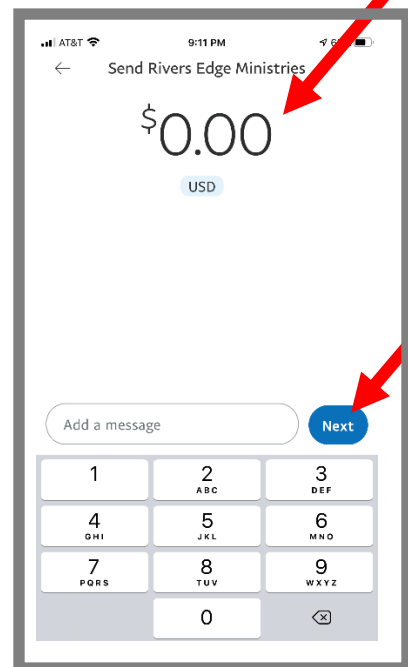 AT&T 9:11 PM
Send Rivers Edge Ministries
$0.00
USD
Add a message Next
1 2 3
ABC DEF
4 5 6
GHI JKL MNO
7 8 9
PQRS TUV WXYZ
0